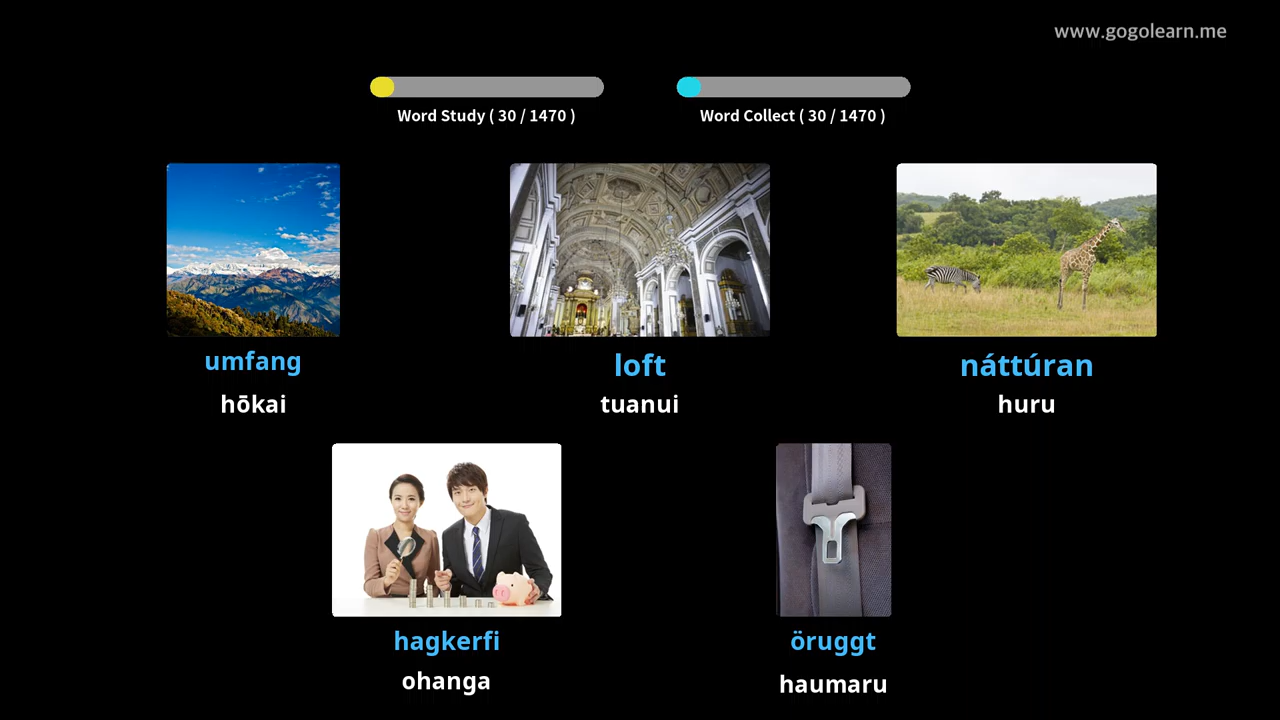 www.gogolearn.me
Word Study ( 30 / 1470 )
Word Collect ( 30 / 1470 )
umfang
hōkai
loft
tuanui
náttúran
huru
hagkerfi
ohanga
öruggt
haumaru